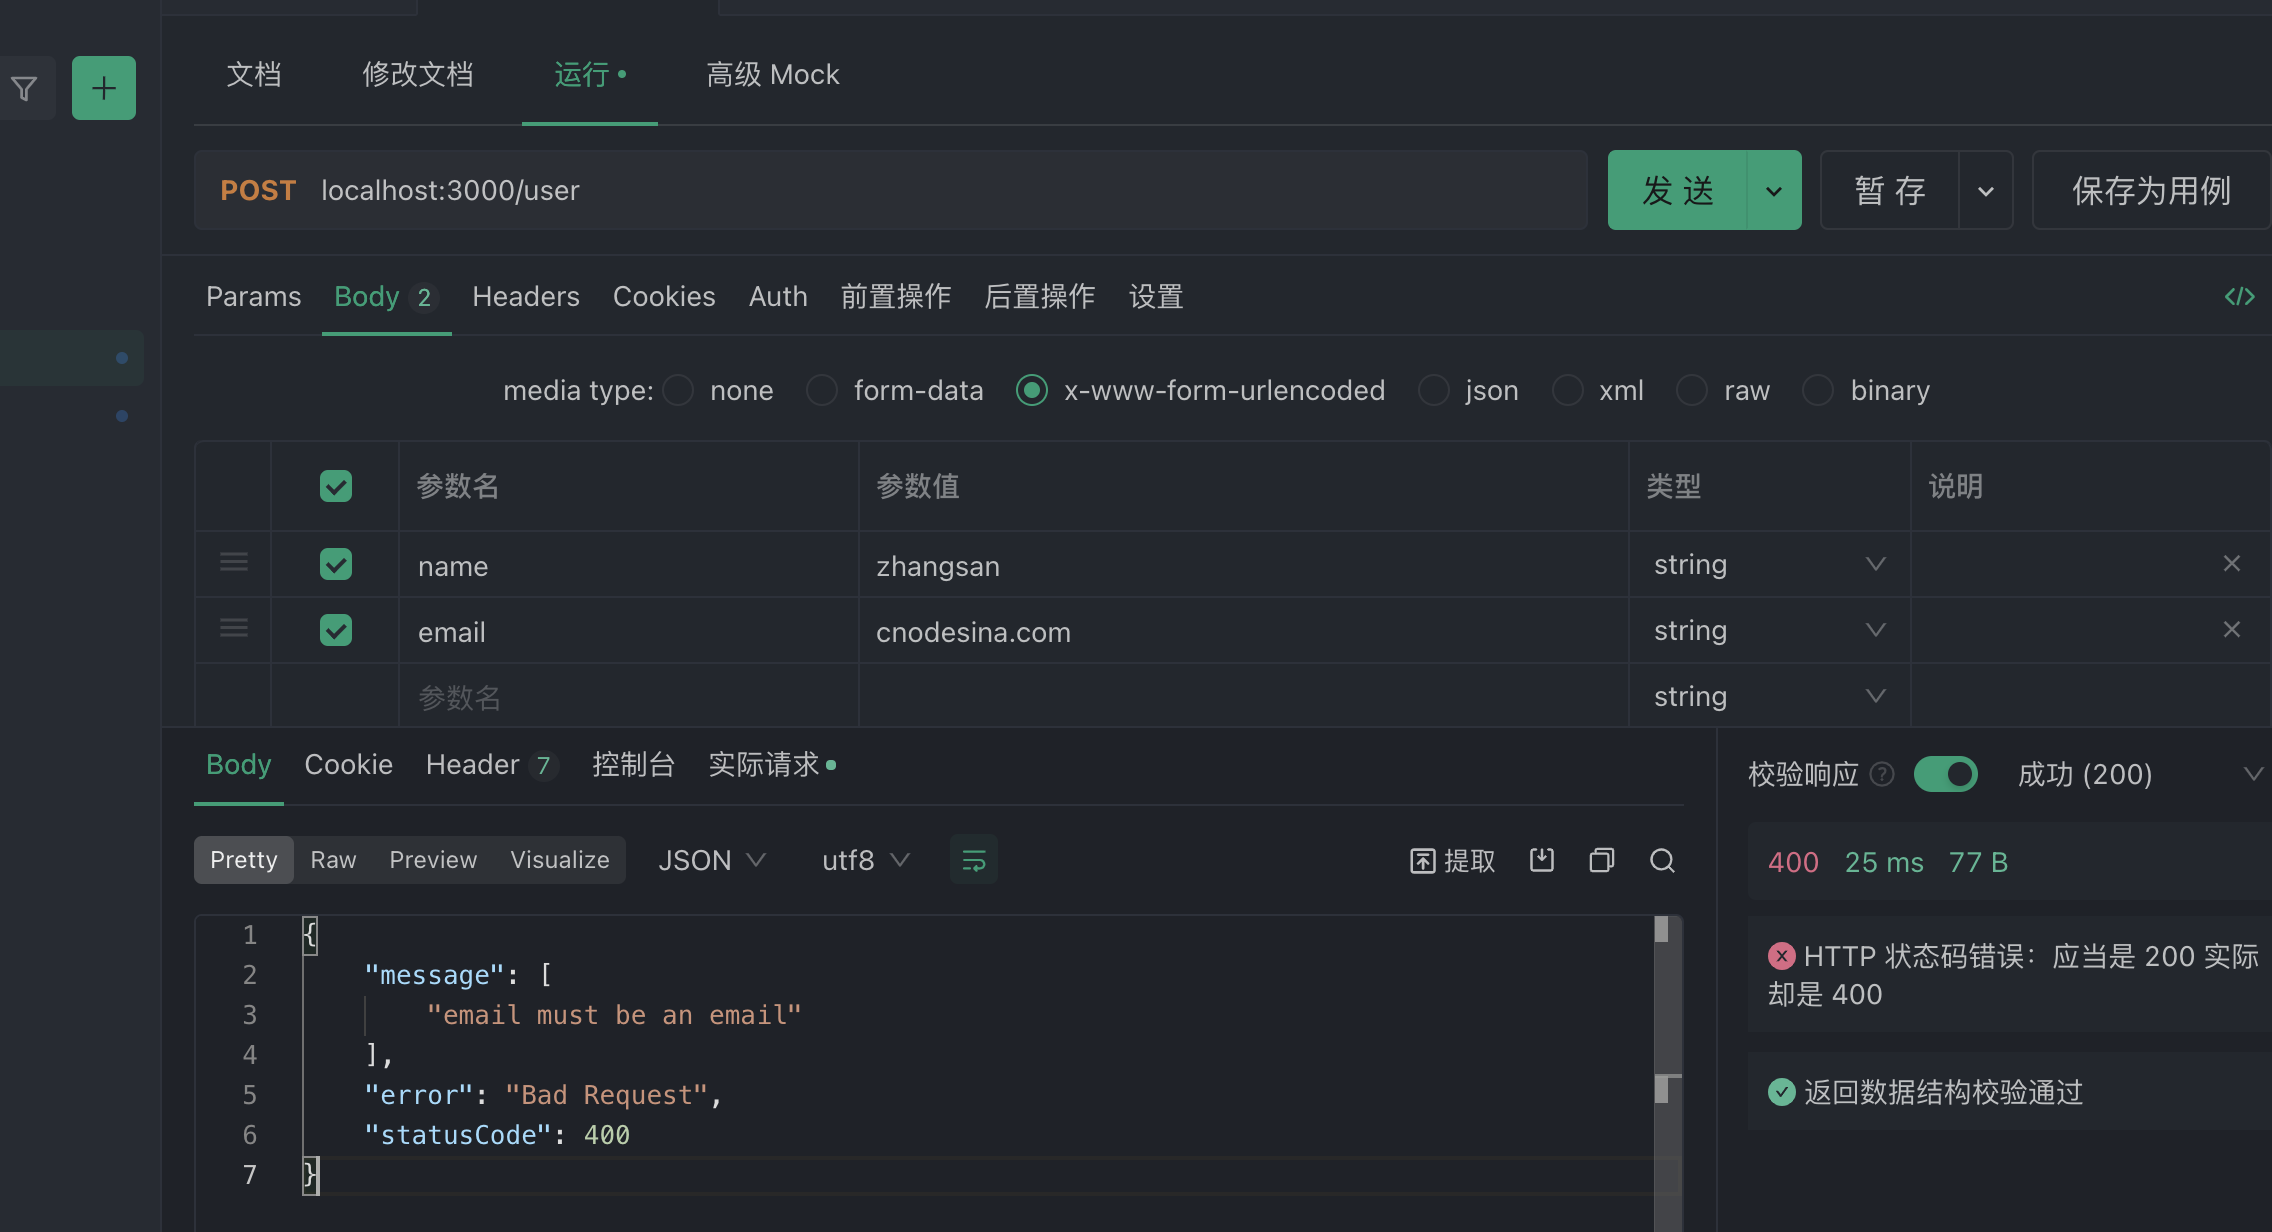 文档 修改文档 运行 高级 Mock
POST localhost:3000/user 发 送 暂 存 保存为用例
Params Body 2 Headers Cookies Auth 前置操作 后置操作 设置 </>
media type: none form-data x-www-form-urlencoded json xml raw binary
参数名 参数值 类型 说明
name zhangsan string
email cnodesina.com string
参数名 string
Body Cookie Header 7 控制台 实际请求
Pretty Raw Preview Visualize JSON utf8 提取
1 {
2 "message": [
3 "email must be an email"
4 ],
5 "error": "Bad Request",
6 "statusCode": 400
7 }
校验响应 ? 成功 (200)
400 25 ms 77 B
HTTP 状态码错误：应当是 200 实际
却是 400
返回数据结构校验通过